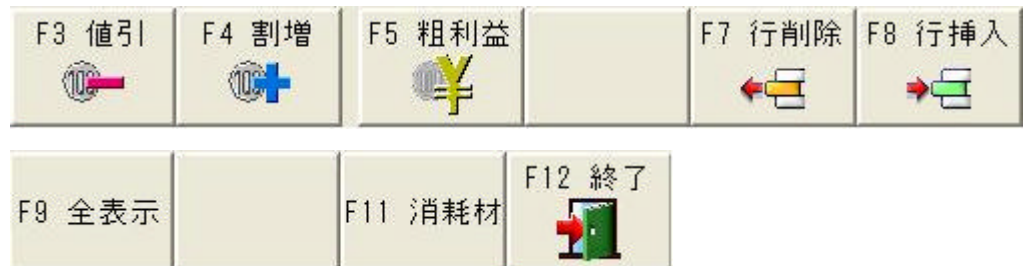 F3 値引
F4 割増
F5 粗利益
F7 行削除
F8 行挿入
F9 全表示
F11 消耗材
F12 終了